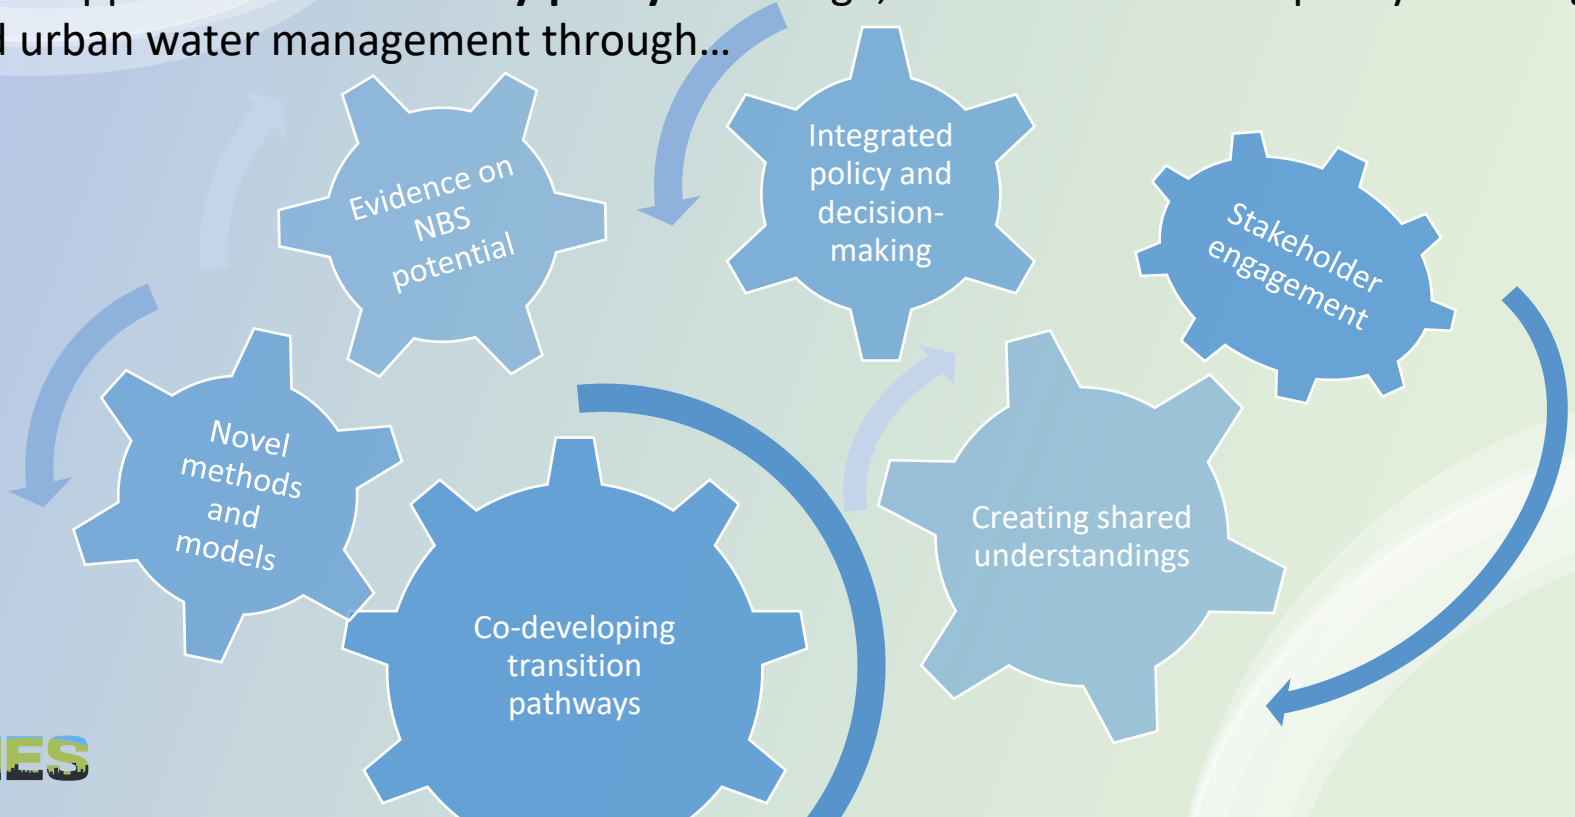 urban water management through...
Evidence on
NBS
potential
Integrated
policy and
decision-
making
Stakeholder
engagement
Novel
methods
and
models
Creating shared
understandings
Co-developing
transition
pathways